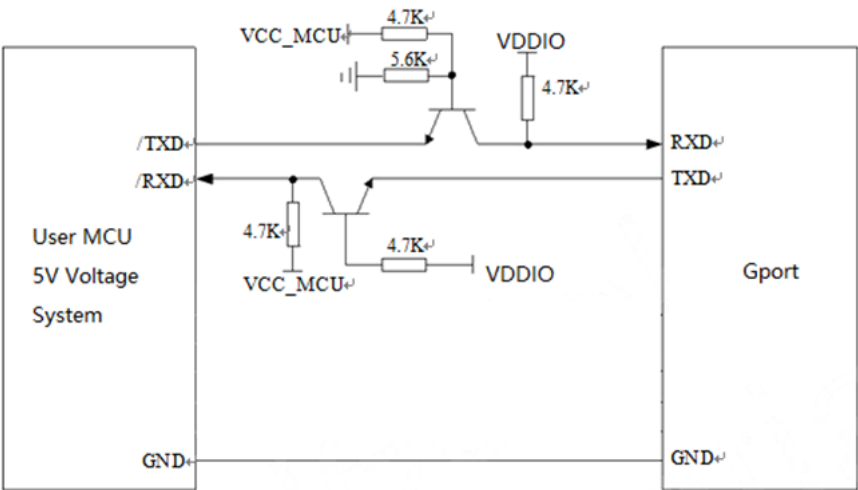 4.7K↵
VCC_MCU↵
VDDIO
5.6K↵
4.7K↵
/TXD↵
RXD↵
/RXD↵
TXD↵
4.7K↵
4.7K↵
VCC_MCU↵
VDDIO
User MCU
5V Voltage
System
Gport
GND↵
GND↵